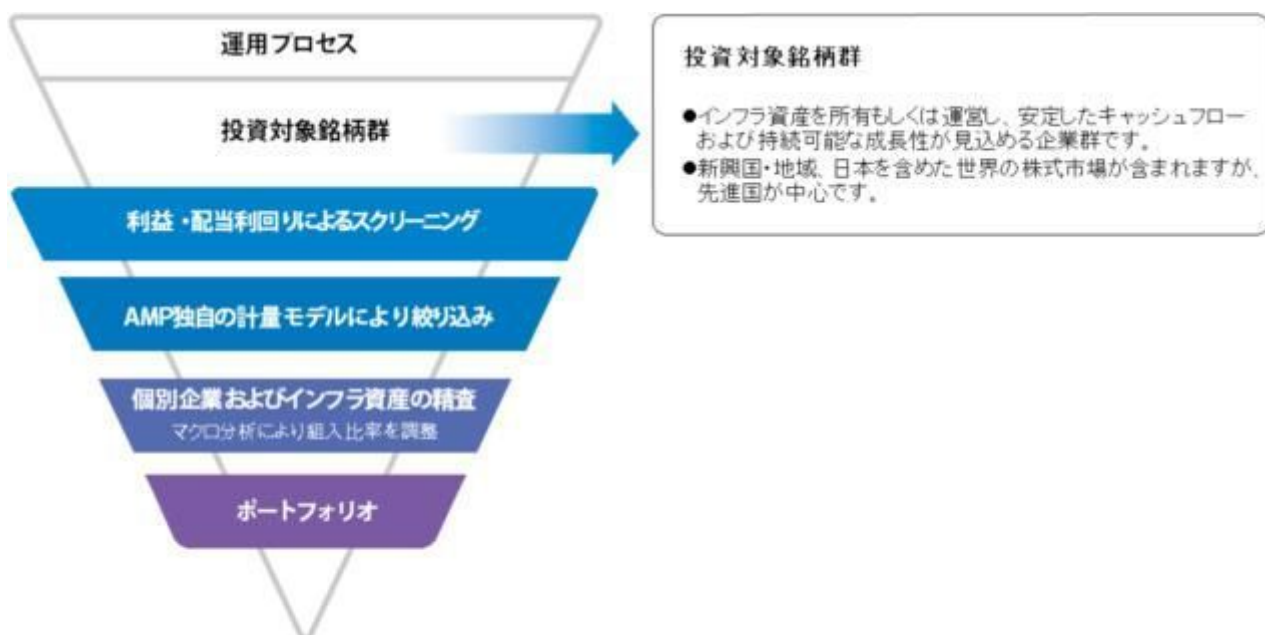 運用プロセス
投資対象銘柄群
利益・配当利回りによるスクリーニング
AMP独自の計量モデルにより絞り込み
個別企業およびインフラ資産の精査
マクロ分析により組入比率を調整
ポートフォリオ
投資対象銘柄群
●インフラ資産を所有もしくは運営し、安定したキャッシュフロー
および持続可能な成長性が見込める企業群です。
●新興国・地域、日本を含めた世界の株式市場が含まれますが、
先進国が中心です。